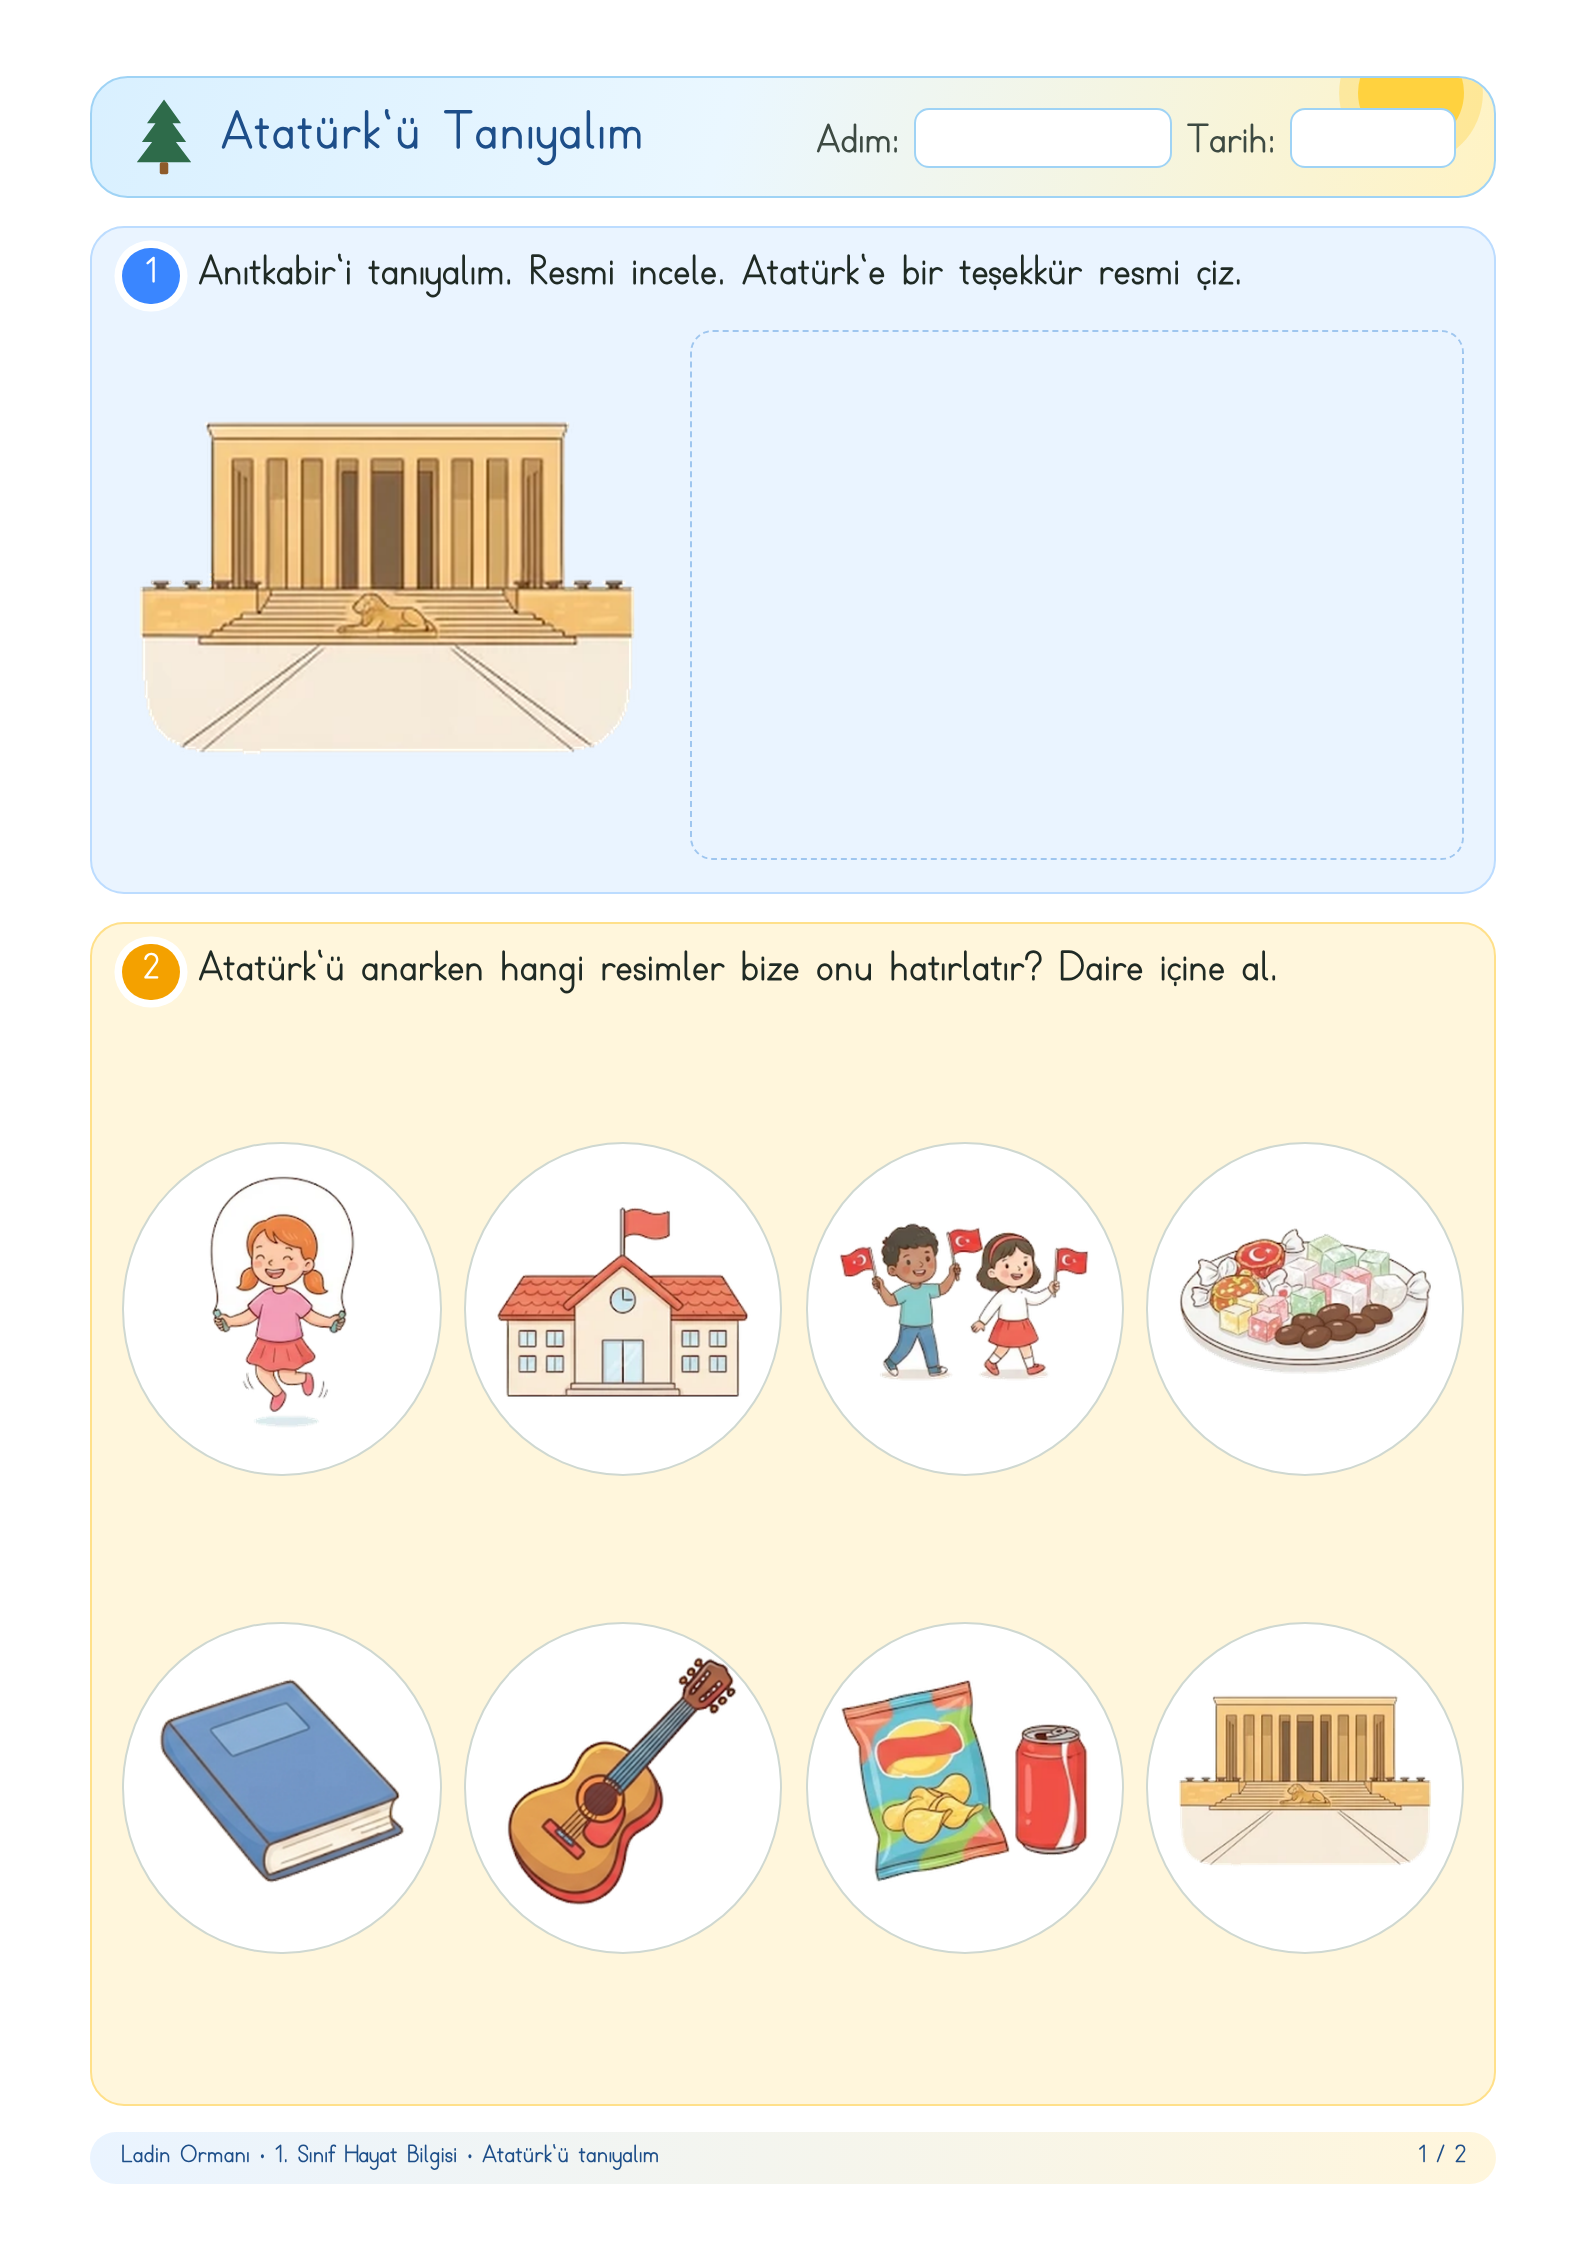 Atatürk'ü Tanıyalım
Adım:
Tarih:
1 Anıtkabir'i tanıyalım. Resmi incele. Atatürk'e bir teşekkür resmi çiz.
2 Atatürk'ü anarken hangi resimler bize onu hatırlatır? Daire içine al.
Ladin Ormanı • 1. Sınıf Hayat Bilgisi • Atatürk'ü tanıyalım
1 / 2